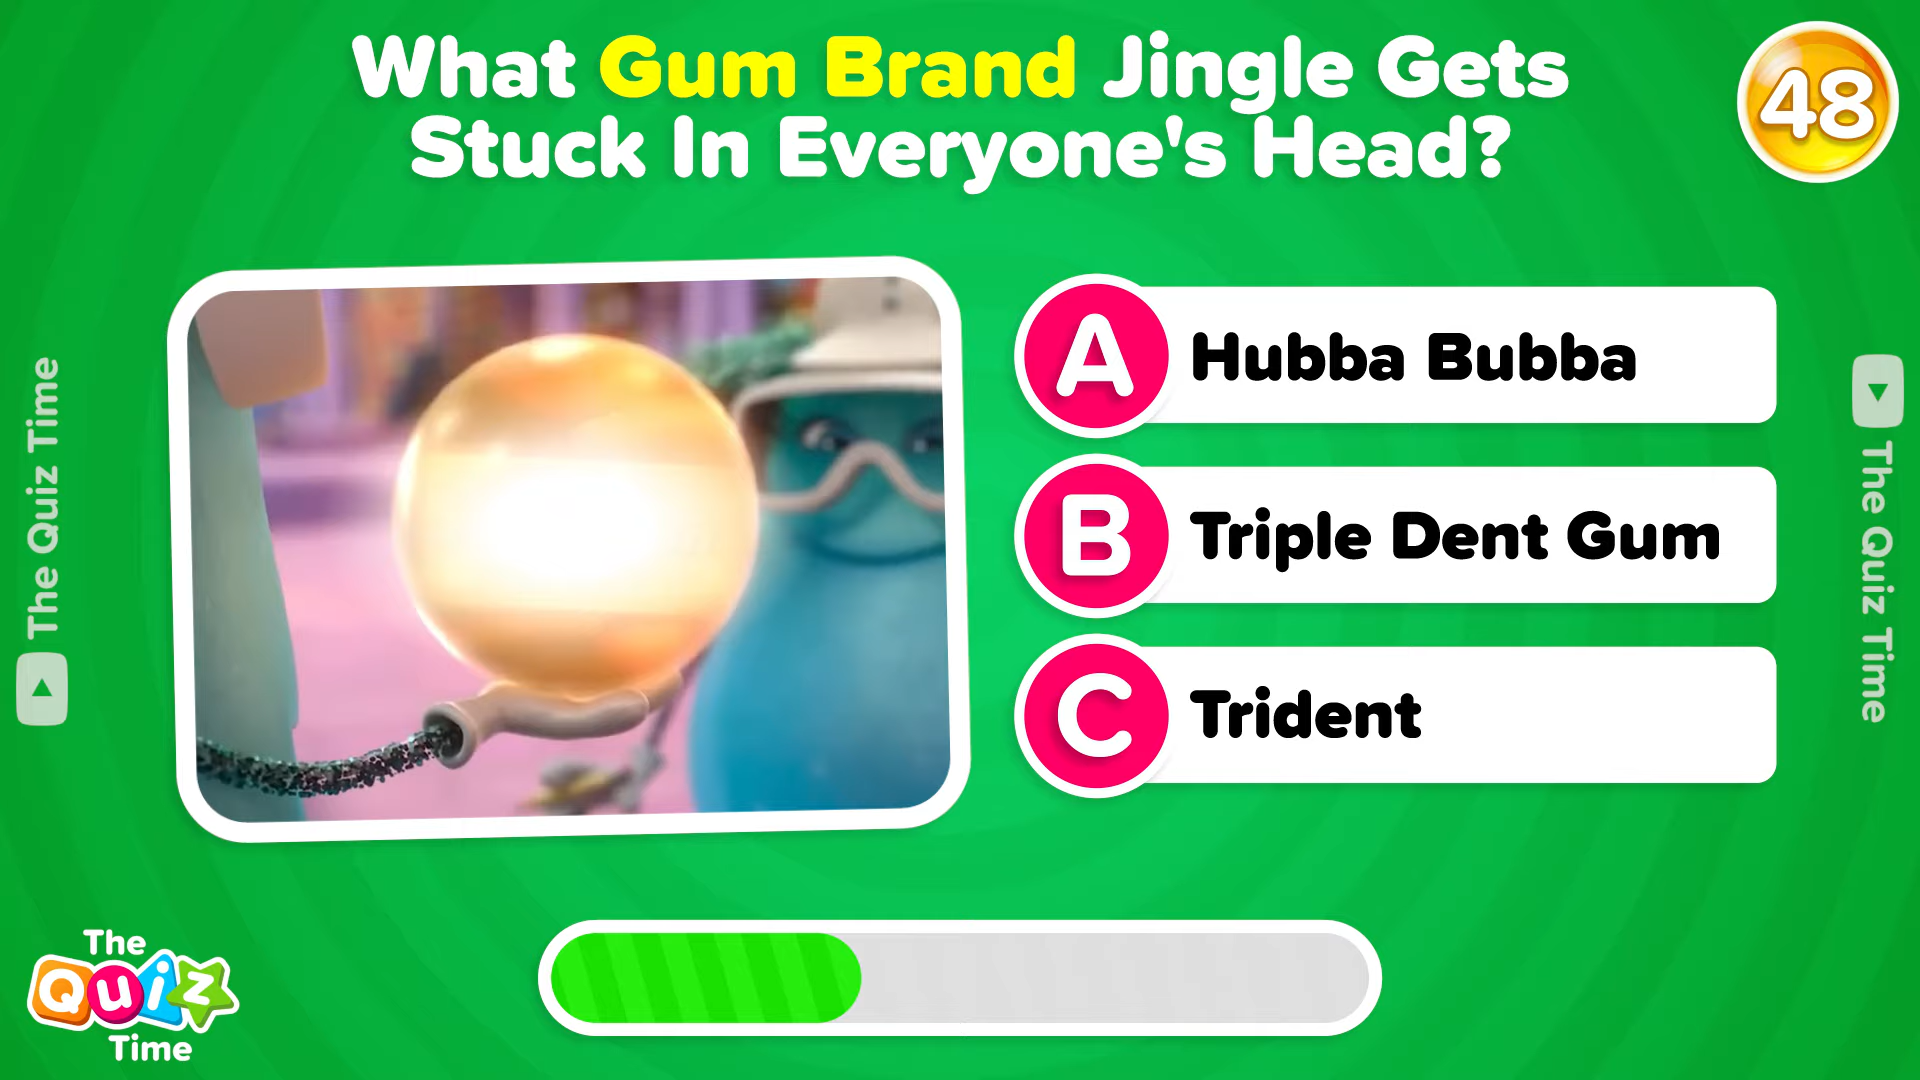 What Gum Brand Jingle Gets
Stuck In Everyone's Head?
48
A
Hubba Bubba
B
Triple Dent Gum
C
Trident
The Quiz Time
The Quiz Time
The
Quiz
Time